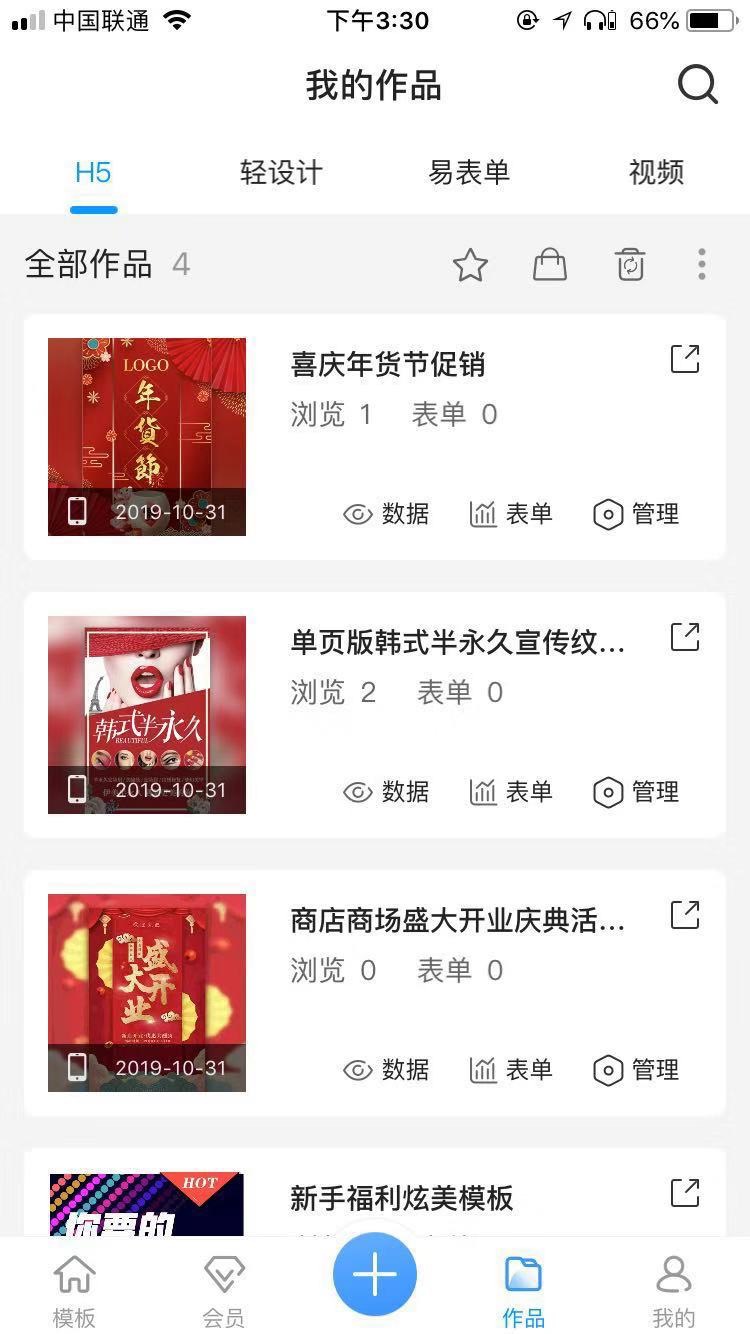 中国联通
下午3:30
66%
我的作品
H5 轻设计 易表单 视频
全部作品 4
LOGO
年
貨
節
2019-10-31
喜庆年货节促销
浏览 1 表单 0
数据 表单 管理
韩式半永久
BEAUTIFUL
2019-10-31
单页版韩式半永久宣传纹...
浏览 2 表单 0
数据 表单 管理
盛大开业
2019-10-31
商店商场盛大开业庆典活...
浏览 0 表单 0
数据 表单 管理
HOT
你要的
新手福利炫美模板
模板 会员 作品 我的